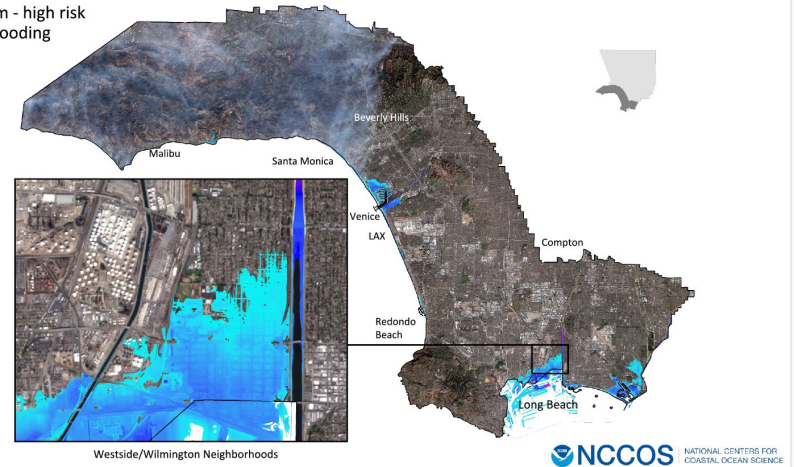 m - high risk
ooding
Beverly Hills
Malibu
Santa Monica
Venice
LAX
Compton
Redondo
Beach
Long Beach
Westside/Wilmington Neighborhoods
NCCOS
NATIONAL CENTERS FOR
COASTAL OCEAN SCIENCE